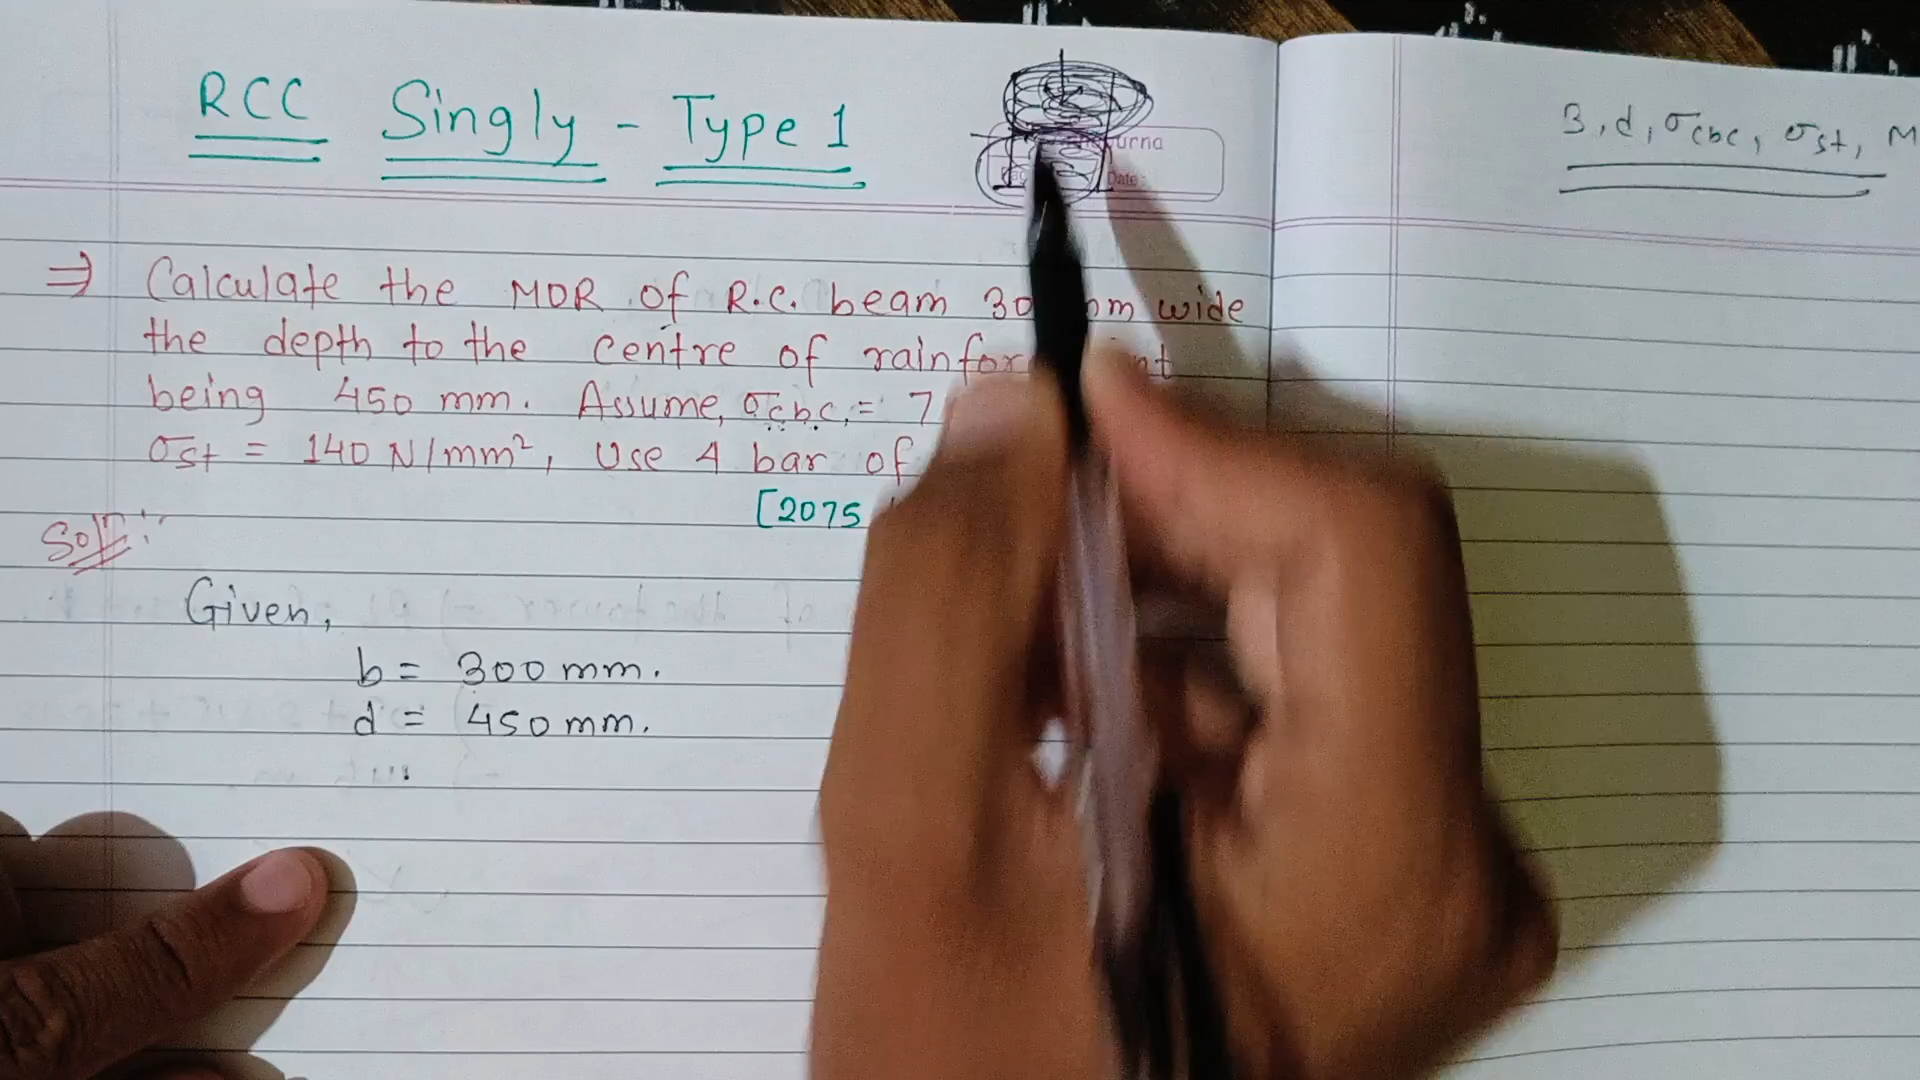 RCC Singly - Type 1
B, d, σcbc, σst, M
⇒ Calculate the MOR of R.C. beam wide
the depth to the centre of
being 450 mm. Assume, σcbc, = 7
σst = 140 N/mm², Use 4 bar of
[2075
Solⁿ:
Given,
b = 300 mm.
d = 450 mm.